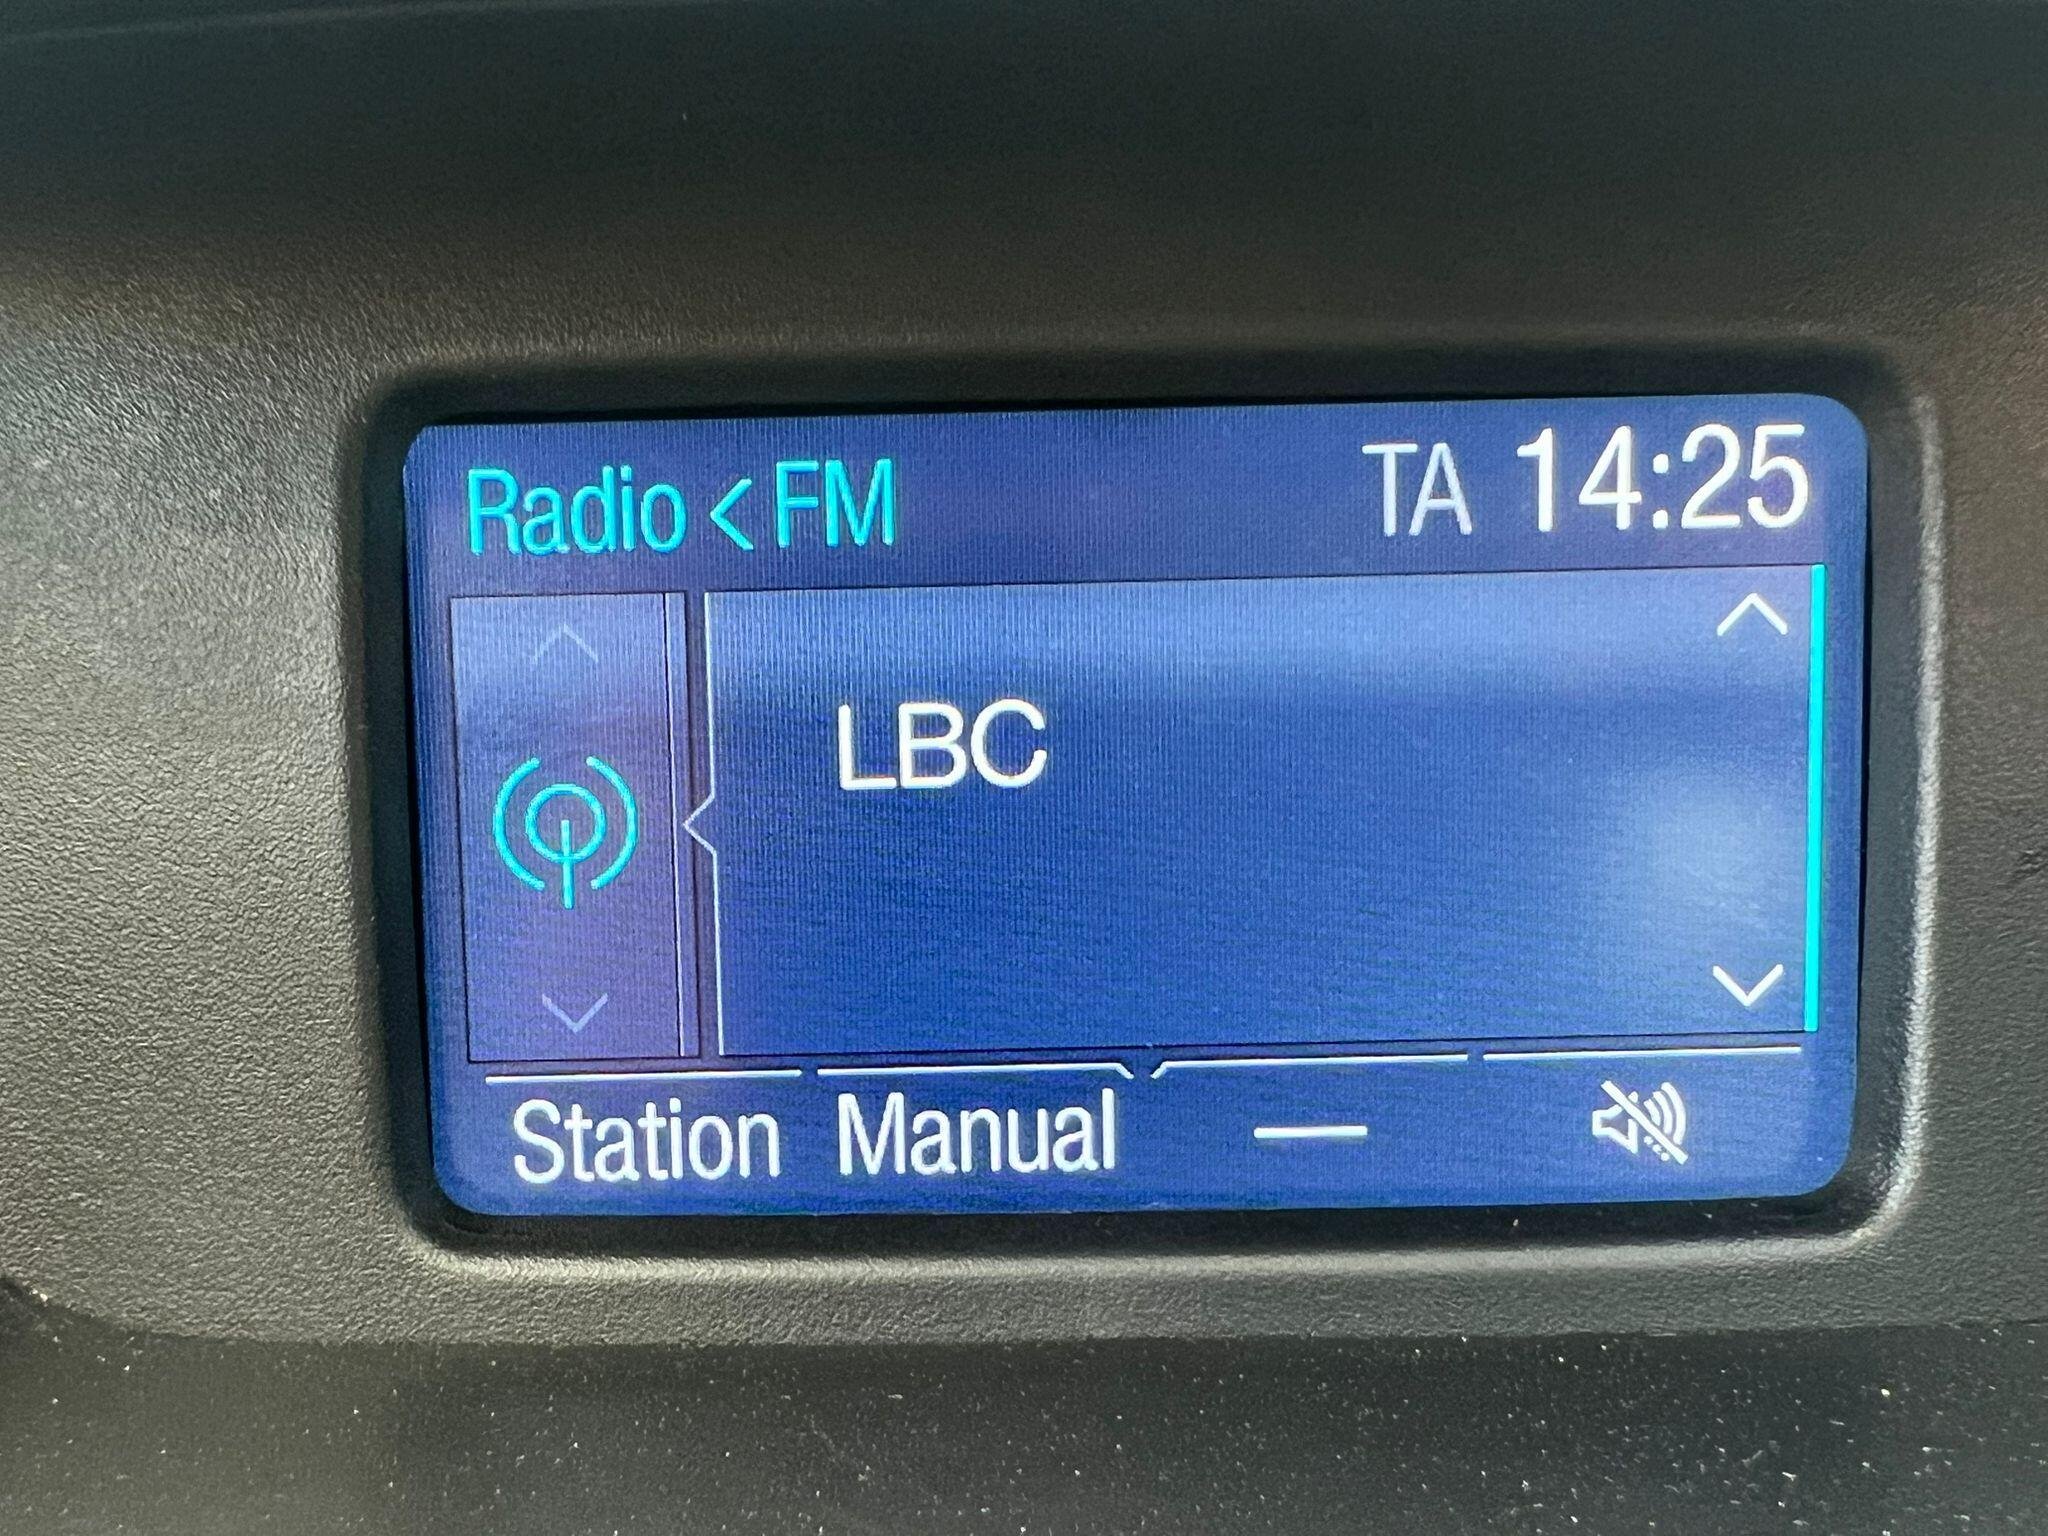 Radio < FM TA 14:25
LBC
Station Manual —